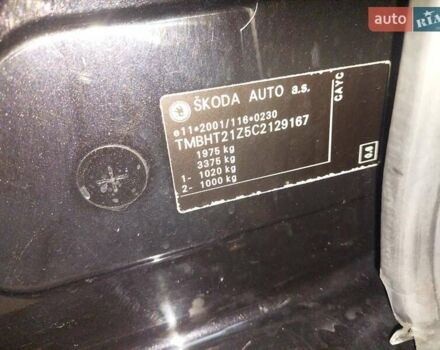 auto RIA
ŠKODA AUTO a.s.
e11*2001/116*0230
TMBHT21Z5C2129167
1975 kg
3375 kg
1- 1020 kg
2- 1000 kg
CAYC